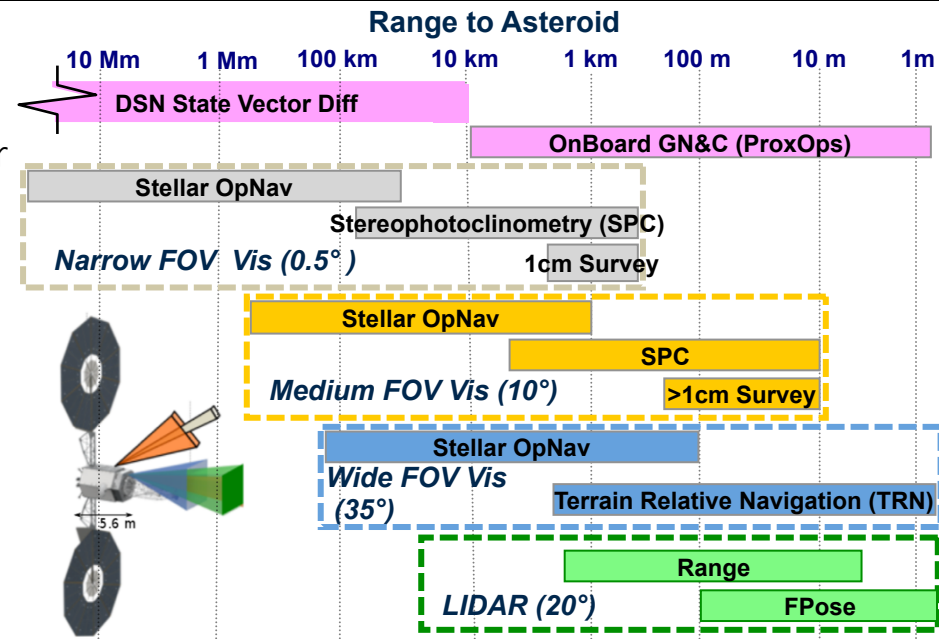 Range to Asteroid
10 Mm 1 Mm 100 km 10 km 1 km 100 m 10 m 1m
DSN State Vector Diff
OnBoard GN&C (ProxOps)
Stellar OpNav
Stereophotoclinometry (SPC)
Narrow FOV Vis (0.5° )
1cm Survey
Stellar OpNav
SPC
Medium FOV Vis (10°)
>1cm Survey
Stellar OpNav
Wide FOV Vis
(35°)
Terrain Relative Navigation (TRN)
5.6 m
Range
LIDAR (20°)
FPose